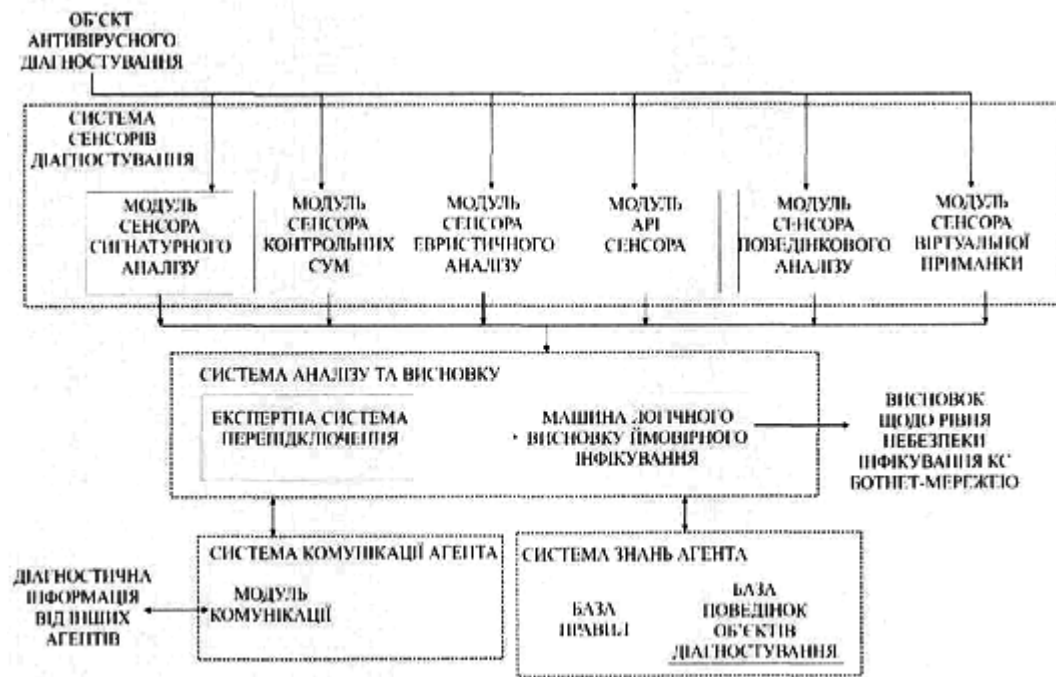 ОБ'ЄКТ
АНТИВІРУСНОГО
ДІАГНОСТУВАННЯ
СИСТЕМА
СЕНСОРІВ
ДІАГНОСТУВАННЯ
МОДУЛЬ
СЕНСОРА
СИГНАТУРНОГО
АНАЛІЗУ
МОДУЛЬ
СЕНСОРА
КОНТРОЛЬНИХ
СУМ
МОДУЛЬ
СЕНСОРА
ЕВРИСТИЧНОГО
АНАЛІЗУ
МОДУЛЬ
АРІ
СЕНСОРА
МОДУЛЬ
СЕНСОРА
ПОВЕДІНКОВОГО
АНАЛІЗУ
МОДУЛЬ
СЕНСОРА
ВІРТУАЛЬНОЇ
ПРИМАНКИ
СИСТЕМА АНАЛІЗУ ТА ВИСНОВКУ
ЕКСПЕРТНА СИСТЕМА
ПЕРЕПІДКЛЮЧЕННЯ
МАШИНА ЛОГІЧНОГО
ВИСНОВКУ ЙМОВІРНОГО
ІНФІКУВАННЯ
ВИСНОВОК
ЩОДО РІВНЯ
НЕБЕЗПЕКИ
ІНФІКУВАННЯ КС
БОТНЕТ-МЕРЕЖЕЮ
СИСТЕМА КОМУНІКАЦІЇ АГЕНТА
МОДУЛЬ
КОМУНІКАЦІЇ
ДІАГНОСТИЧНА
ІНФОРМАЦІЯ
ВІД ІНШИХ
АГЕНТІВ
СИСТЕМА ЗНАНЬ АГЕНТА
БАЗА
ПРАВИЛ
БАЗА
ПОВЕДІНОК
ОБ'ЄКТІВ
ДІАГНОСТУВАННЯ